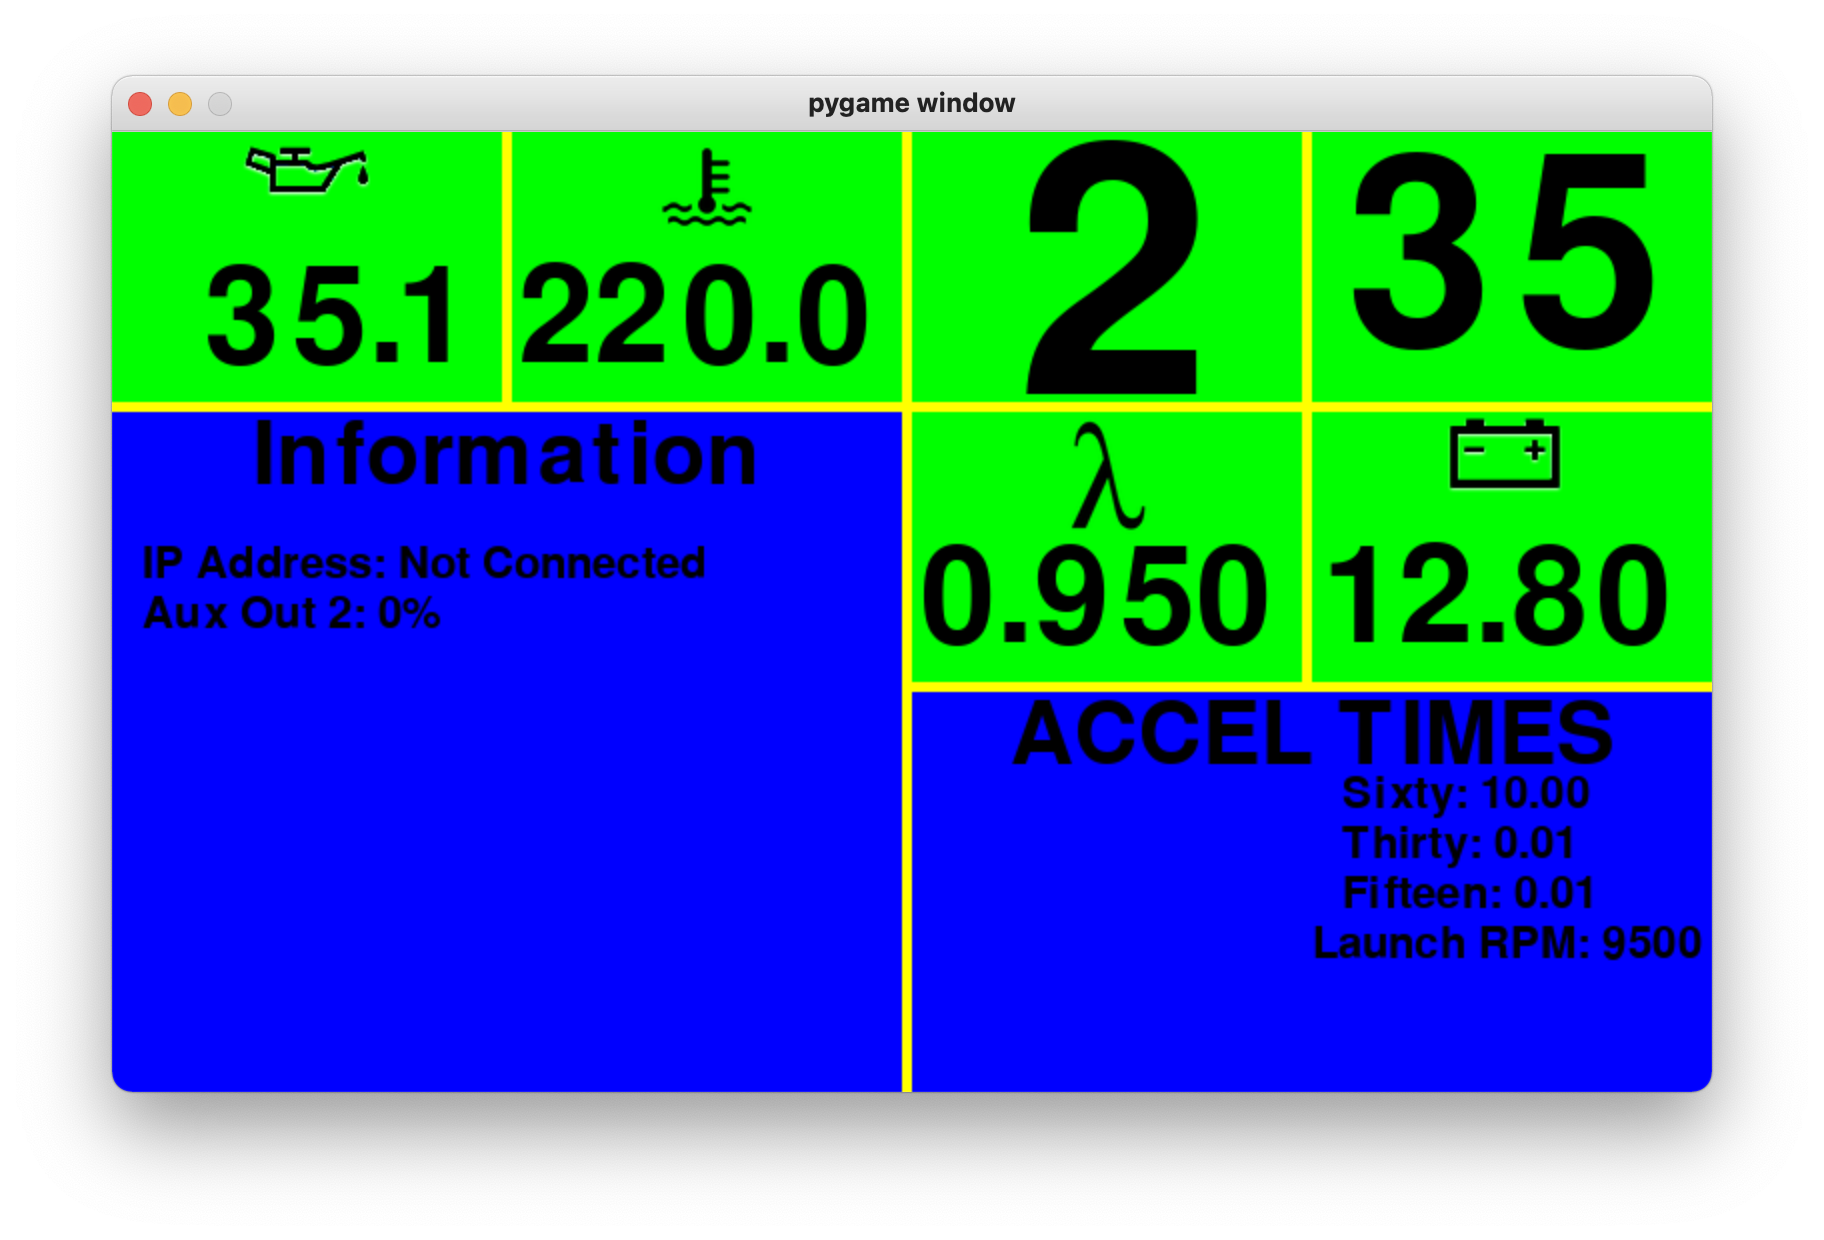 pygame window
35.1
220.0
2
35
Information
IP Address: Not Connected
Aux Out 2: 0%
λ
0.950
- +
12.80
ACCEL TIMES
Sixty: 10.00
Thirty: 0.01
Fifteen: 0.01
Launch RPM: 9500